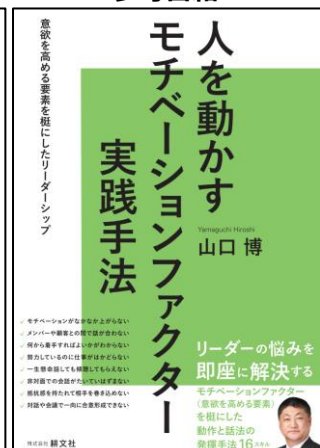 人を動かす
モチベーションファクター
実践手法
意欲を高める要素を梃にしたリーダーシップ
Yamaguchi Hiroshi
山口 博
モチベーションがなかなか上がらない
メンバーや顧客との間で話が合わない
何から着手すればよいかがわからない
努力しているのに仕事がはかどらない
一生懸命話しても傾聴してもらえない
非対面での会話がたいていはずまない
抵抗感を持たれて相手を巻き込めない
対話や会議で一向に合意形成できない
リーダーの悩みを
即座に解決する
モチベーションファクター
(意欲を高める要素)
を梃にした
動作と話法の
発揮手法16スキル
株式会社 耕文社